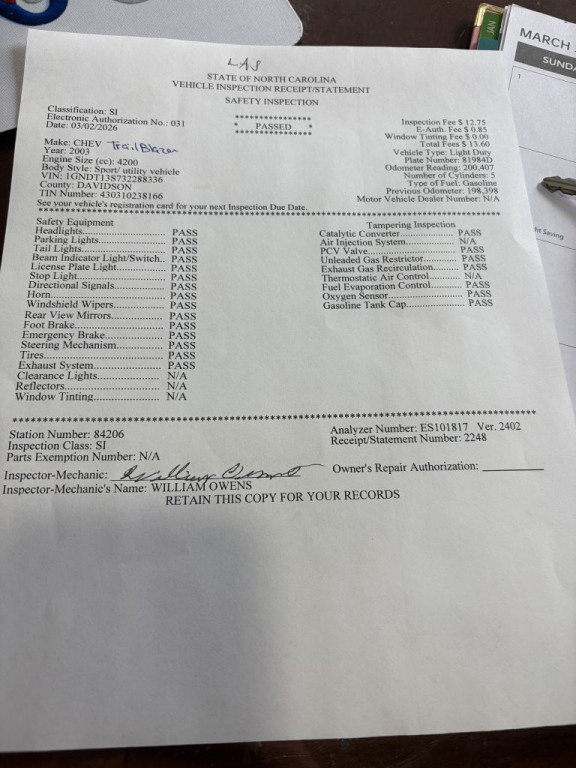 LAS
STATE OF NORTH CAROLINA
VEHICLE INSPECTION RECEIPT/STATEMENT
SAFETY INSPECTION
Classification: SI
Electronic Authorization No.: 031
Date: 03/02/2026
********************
* PASSED *
********************
Inspection Fee $ 12.75
E-Auth. Fee $ 0.85
Window Tinting Fee $ 0.00
Total Fees $ 13.60
Vehicle Type: Light Duty
Plate Number: 81984D
Odometer Reading: 200,407
Number of Cylinders: 5
Type of Fuel: Gasoline
Previous Odometer: 198,398
Motor Vehicle Dealer Number: N/A
Make: CHEV TrailBlazer
Year: 2003
Engine Size (cc): 4200
Body Style: Sport/ utility vehicle
VIN: 1GNDT13S732288336
County: DAVIDSON
TIN Number: 430310238166
See your vehicle's registration card for your next Inspection Due Date.
Safety Equipment
Headlights.................... PASS
Parking Lights................ PASS
Tail Lights................... PASS
Beam Indicator Light/Switch.. PASS
License Plate Light........... PASS
Stop Light.................... PASS
Directional Signals........... PASS
Horn.......................... PASS
Windshield Wipers............. PASS
Rear View Mirrors............. PASS
Foot Brake.................... PASS
Emergency Brake............... PASS
Steering Mechanism............ PASS
Tires......................... PASS
Exhaust System................ PASS
Clearance Lights.............. N/A
Reflectors.................... N/A
Window Tinting................ N/A
Tampering Inspection
Catalytic Converter........... PASS
Air Injection System.......... N/A
PCV Valve..................... PASS
Unleaded Gas Restrictor....... PASS
Exhaust Gas Recirculation..... PASS
Thermostatic Air Control...... N/A
Fuel Evaporation Control...... PASS
Oxygen Sensor................. PASS
Gasoline Tank Cap............. PASS
Station Number: 84206
Inspection Class: SI
Parts Exemption Number: N/A
Analyzer Number: ES101817 Ver. 2402
Receipt/Statement Number: 2248
Inspector-Mechanic:
Owner's Repair Authorization: __________
Inspector-Mechanic's Name: WILLIAM OWENS
RETAIN THIS COPY FOR YOUR RECORDS
JAN
MARCH
SUNDA
1
ht Saving